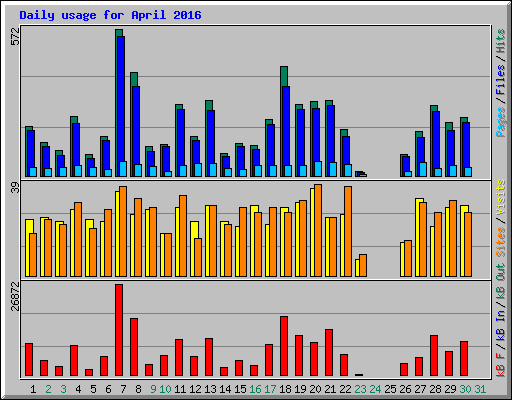 Daily usage for April 2016
572
Pages / Files / Hits
39
Sites / Visits
26872
kB F / kB In / kB Out
1 2 3 4 5 6 7 8 9 10 11 12 13 14 15 16 17 18 19 20 21 22 23 24 25 26 27 28 29 30 31